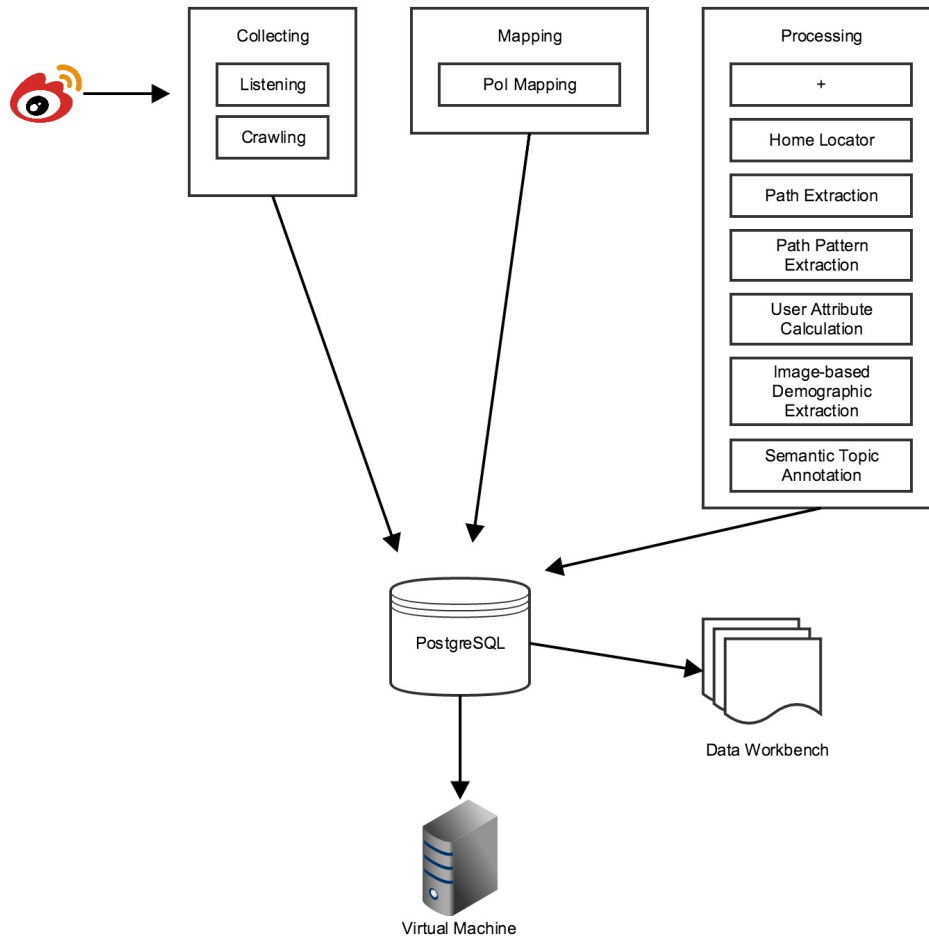 Collecting
Listening
Crawling
Mapping
PoI Mapping
Processing
+
Home Locator
Path Extraction
Path Pattern
Extraction
User Attribute
Calculation
Image-based
Demographic
Extraction
Semantic Topic
Annotation
PostgreSQL
Data Workbench
Virtual Machine